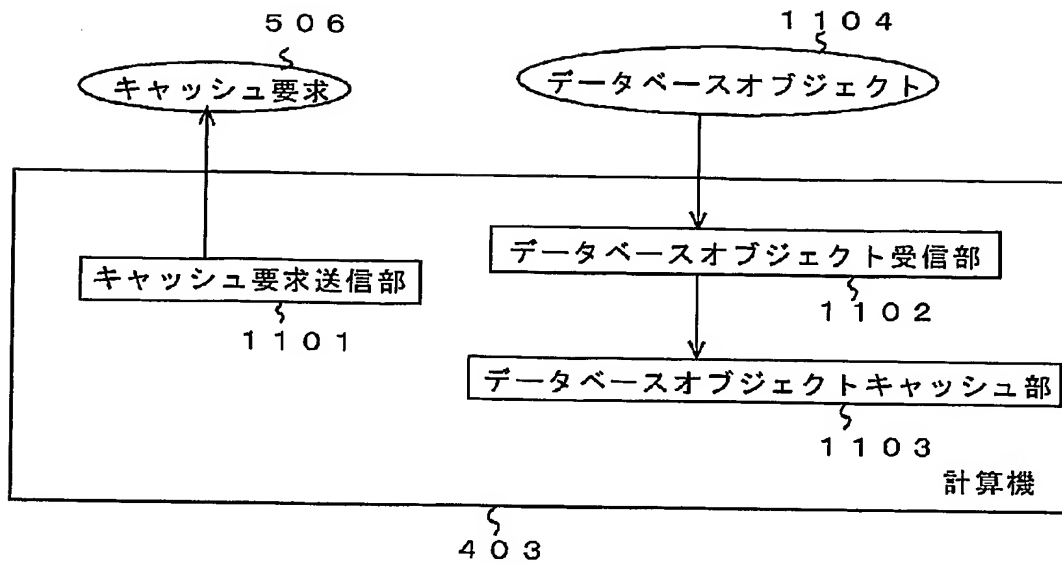 506
1104
キャッシュ要求
データベースオブジェクト
データベースオブジェクト受信部
キャッシュ要求送信部
1102
1101
データベースオブジェクトキャッシュ部
1103
計算機
403